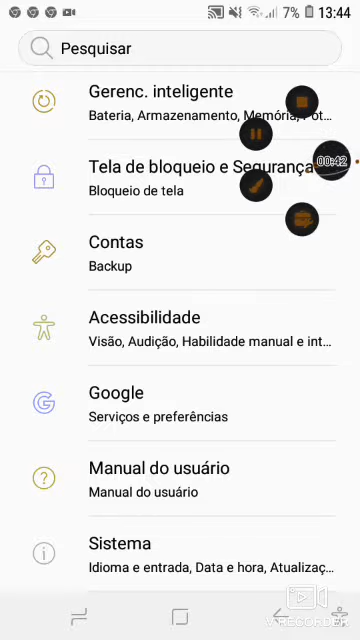 7% 13:44
Pesquisar
Gerenc. inteligente
Bateria, Armazenamento, Memória, Pot...
Tela de bloqueio e Segurança
00:42
Bloqueio de tela
Contas
Backup
Acessibilidade
Visão, Audição, Habilidade manual e int...
Google
Serviços e preferências
Manual do usuário
Manual do usuário
Sistema
Idioma e entrada, Data e hora, Atualizaç...
V RECORDER